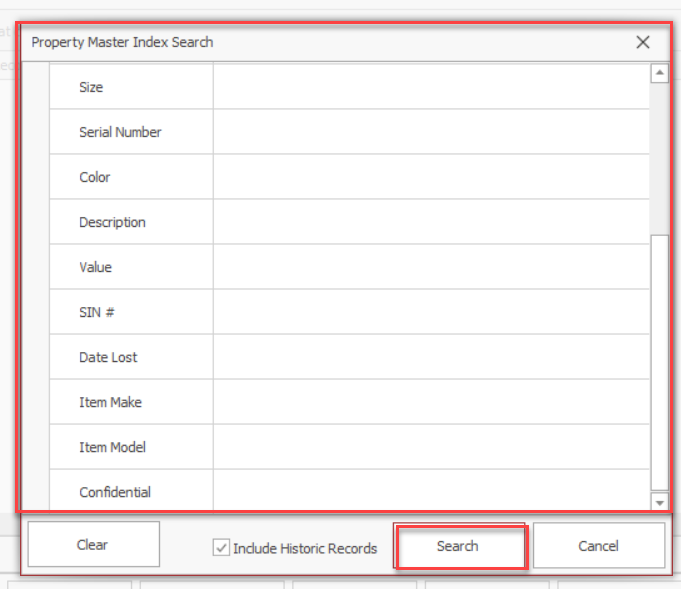 Property Master Index Search
Size
Serial Number
Color
Description
Value
SIN #
Date Lost
Item Make
Item Model
Confidential
Clear
Include Historic Records
Search
Cancel